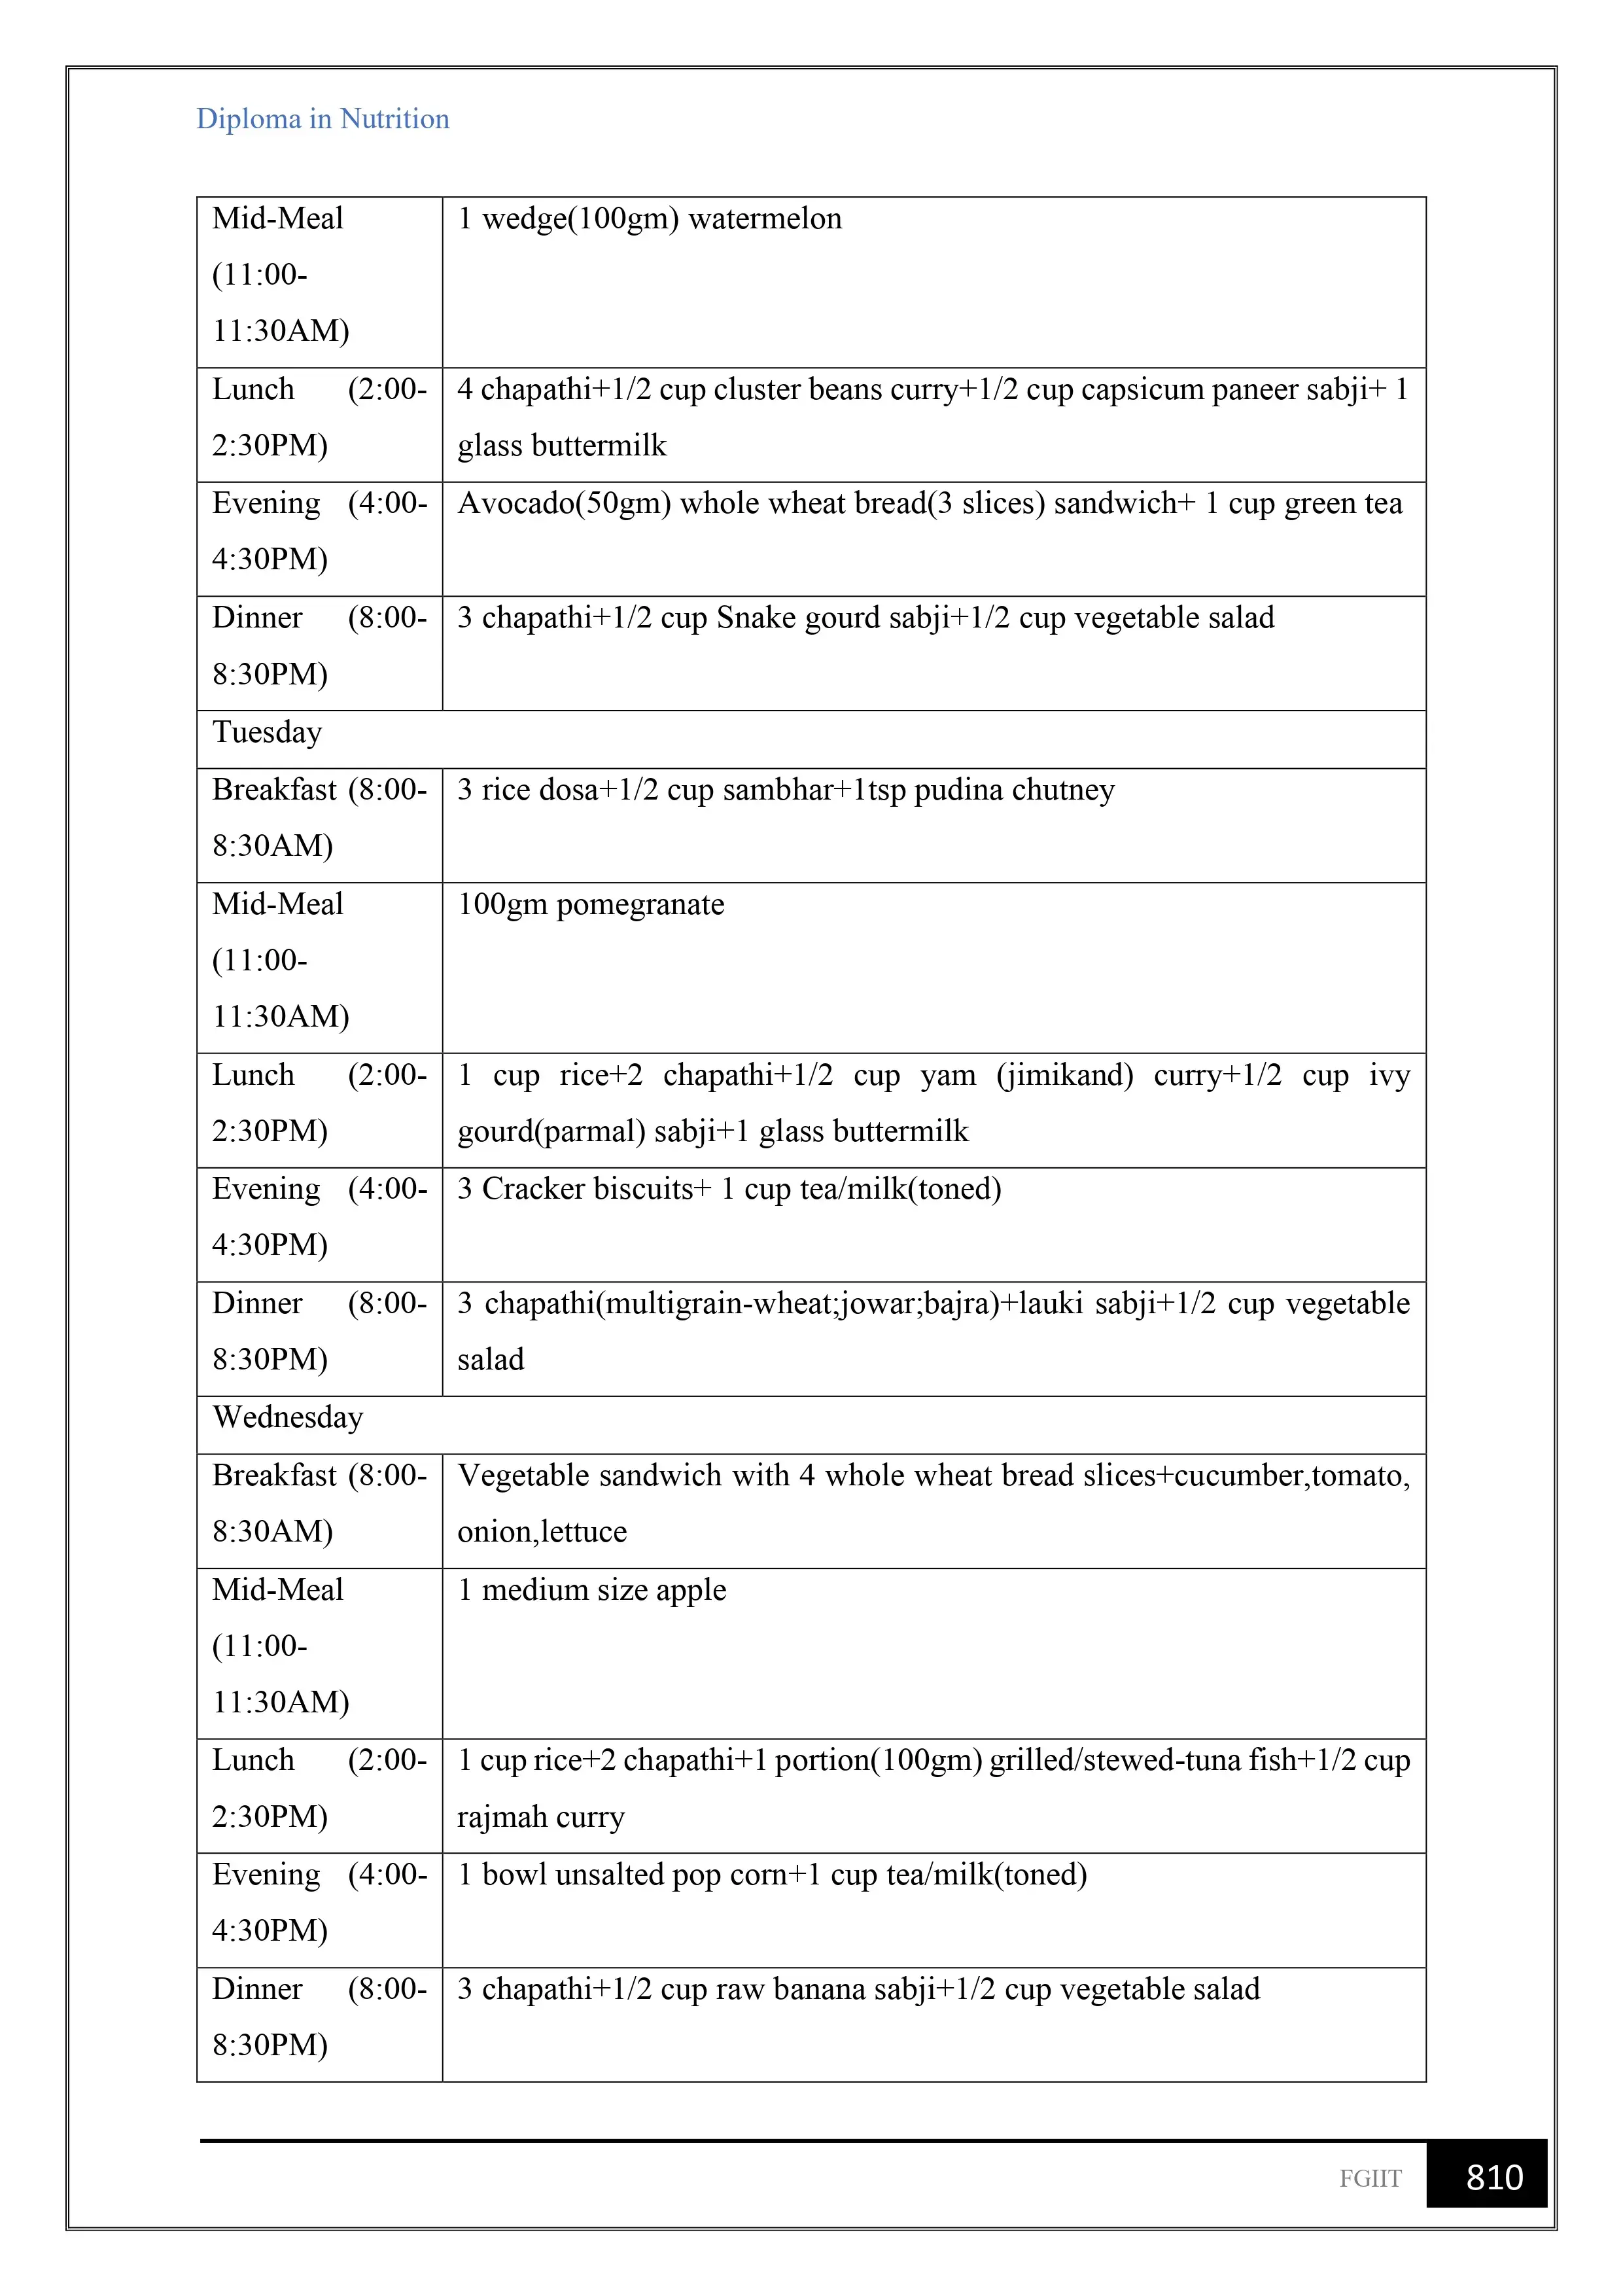 Diploma in Nutrition
Mid-Meal
(11:00-
11:30AM)
1 wedge(100gm) watermelon
Lunch (2:00-
2:30PM)
4 chapathi+1/2 cup cluster beans curry+1/2 cup capsicum paneer sabji+ 1
glass buttermilk
Evening (4:00-
4:30PM)
Avocado(50gm) whole wheat bread(3 slices) sandwich+ 1 cup green tea
Dinner (8:00-
8:30PM)
3 chapathi+1/2 cup Snake gourd sabji+1/2 cup vegetable salad
Tuesday
Breakfast (8:00-
8:30AM)
3 rice dosa+1/2 cup sambhar+1tsp pudina chutney
Mid-Meal
(11:00-
11:30AM)
100gm pomegranate
Lunch (2:00-
2:30PM)
1 cup rice+2 chapathi+1/2 cup yam (jimikand) curry+1/2 cup ivy
gourd(parmal) sabji+1 glass buttermilk
Evening (4:00-
4:30PM)
3 Cracker biscuits+ 1 cup tea/milk(toned)
Dinner (8:00-
8:30PM)
3 chapathi(multigrain-wheat;jowar;bajra)+lauki sabji+1/2 cup vegetable
salad
Wednesday
Breakfast (8:00-
8:30AM)
Vegetable sandwich with 4 whole wheat bread slices+cucumber,tomato,
onion,lettuce
Mid-Meal
(11:00-
11:30AM)
1 medium size apple
Lunch (2:00-
2:30PM)
1 cup rice+2 chapathi+1 portion(100gm) grilled/stewed-tuna fish+1/2 cup
rajmah curry
Evening (4:00-
4:30PM)
1 bowl unsalted pop corn+1 cup tea/milk(toned)
Dinner (8:00-
8:30PM)
3 chapathi+1/2 cup raw banana sabji+1/2 cup vegetable salad
FGIIT 810